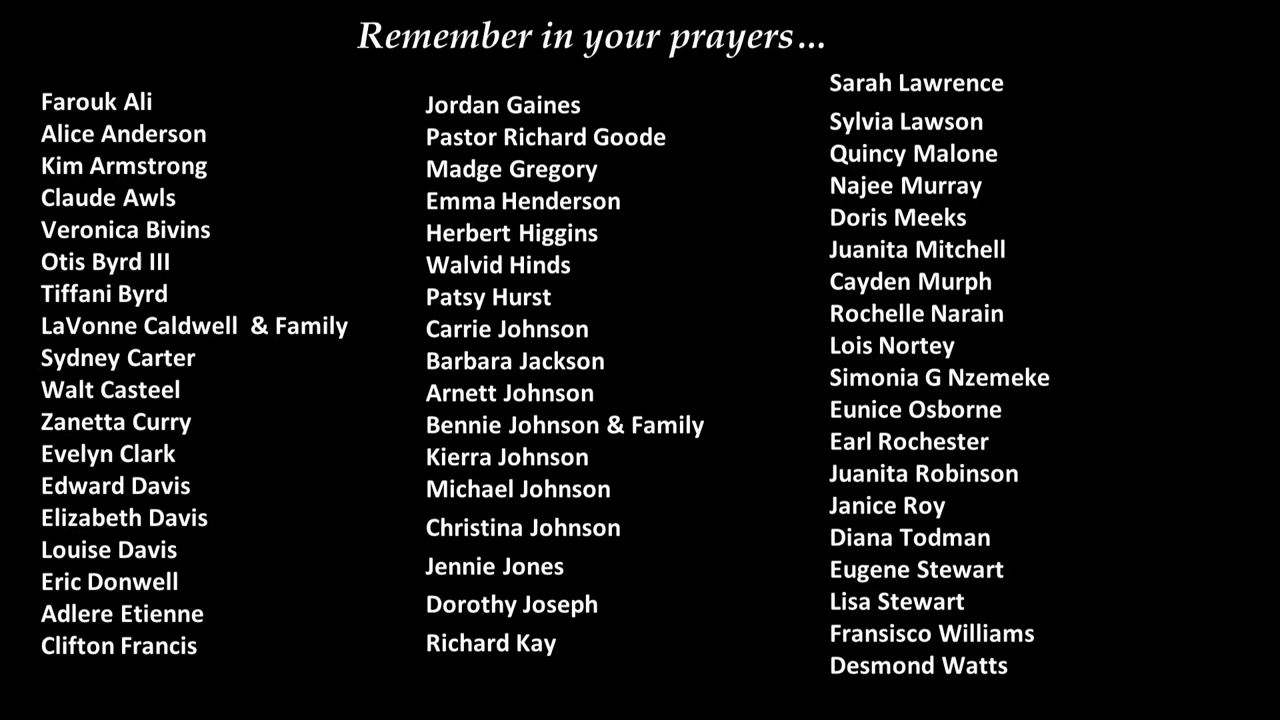 Remember in your prayers...
Farouk Ali
Alice Anderson
Kim Armstrong
Claude Awls
Veronica Bivins
Otis Byrd III
Tiffani Byrd
LaVonne Caldwell & Family
Sydney Carter
Walt Casteel
Zanetta Curry
Evelyn Clark
Edward Davis
Elizabeth Davis
Louise Davis
Eric Donwell
Adlere Etienne
Clifton Francis
Jordan Gaines
Pastor Richard Goode
Madge Gregory
Emma Henderson
Herbert Higgins
Walvid Hinds
Patsy Hurst
Carrie Johnson
Barbara Jackson
Arnett Johnson
Bennie Johnson & Family
Kierra Johnson
Michael Johnson
Christina Johnson
Jennie Jones
Dorothy Joseph
Richard Kay
Sarah Lawrence
Sylvia Lawson
Quincy Malone
Najee Murray
Doris Meeks
Juanita Mitchell
Cayden Murph
Rochelle Narain
Lois Nortey
Simonia G Nzemeke
Eunice Osborne
Earl Rochester
Juanita Robinson
Janice Roy
Diana Todman
Eugene Stewart
Lisa Stewart
Fransisco Williams
Desmond Watts